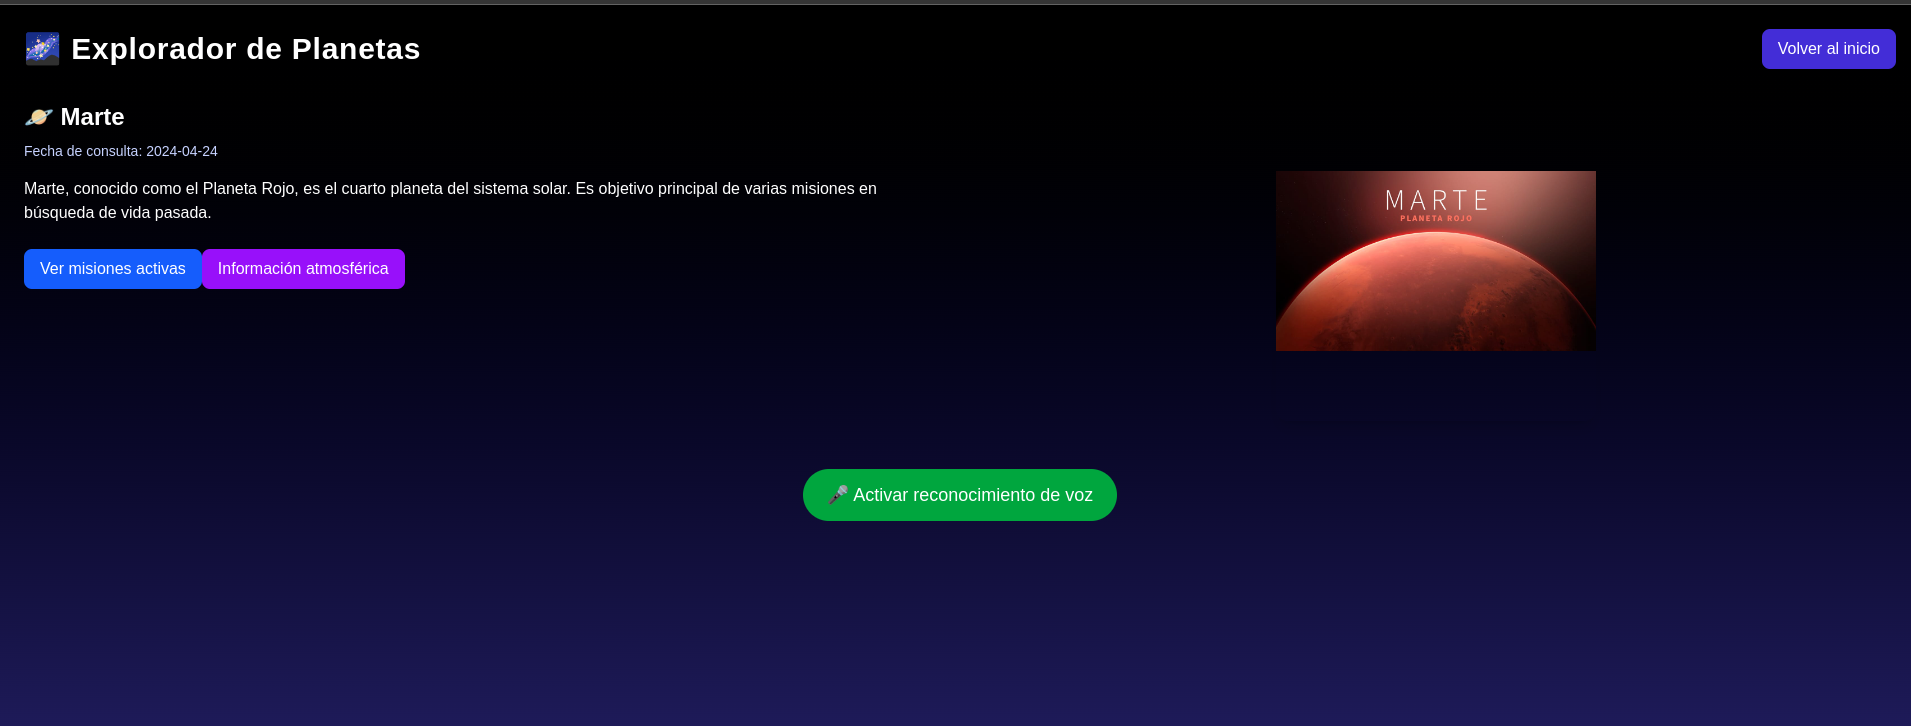 🌌 Explorador de Planetas
Volver al inicio
🪐 Marte
Fecha de consulta: 2024-04-24
Marte, conocido como el Planeta Rojo, es el cuarto planeta del sistema solar. Es objetivo principal de varias misiones en
búsqueda de vida pasada.
Ver misiones activas
Información atmosférica
MARTE
PLANETA ROJO
🎤 Activar reconocimiento de voz